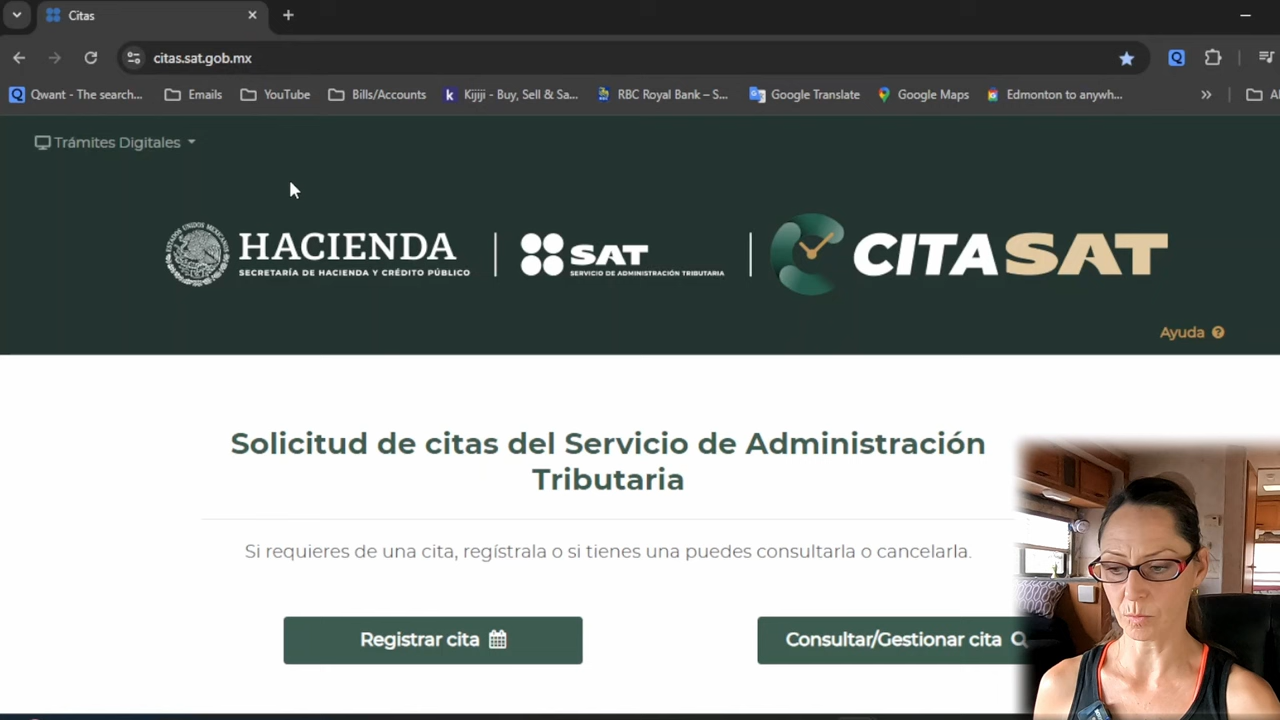 Citas
citas.sat.gob.mx
Qwant - The search...
Emails
YouTube
Bills/Accounts
Kijiji - Buy, Sell & Sa...
RBC Royal Bank – S...
Google Translate
Google Maps
Edmonton to anywh...
»
Trámites Digitales
HACIENDA
SECRETARÍA DE HACIENDA Y CRÉDITO PÚBLICO
SAT
SERVICIO DE ADMINISTRACIÓN TRIBUTARIA
CITASAT
Ayuda
Solicitud de citas del Servicio de Administración
Tributaria
Si requieres de una cita, regístrala o si tienes una puedes consultarla o cancelarla.
Registrar cita
Consultar/Gestionar cita